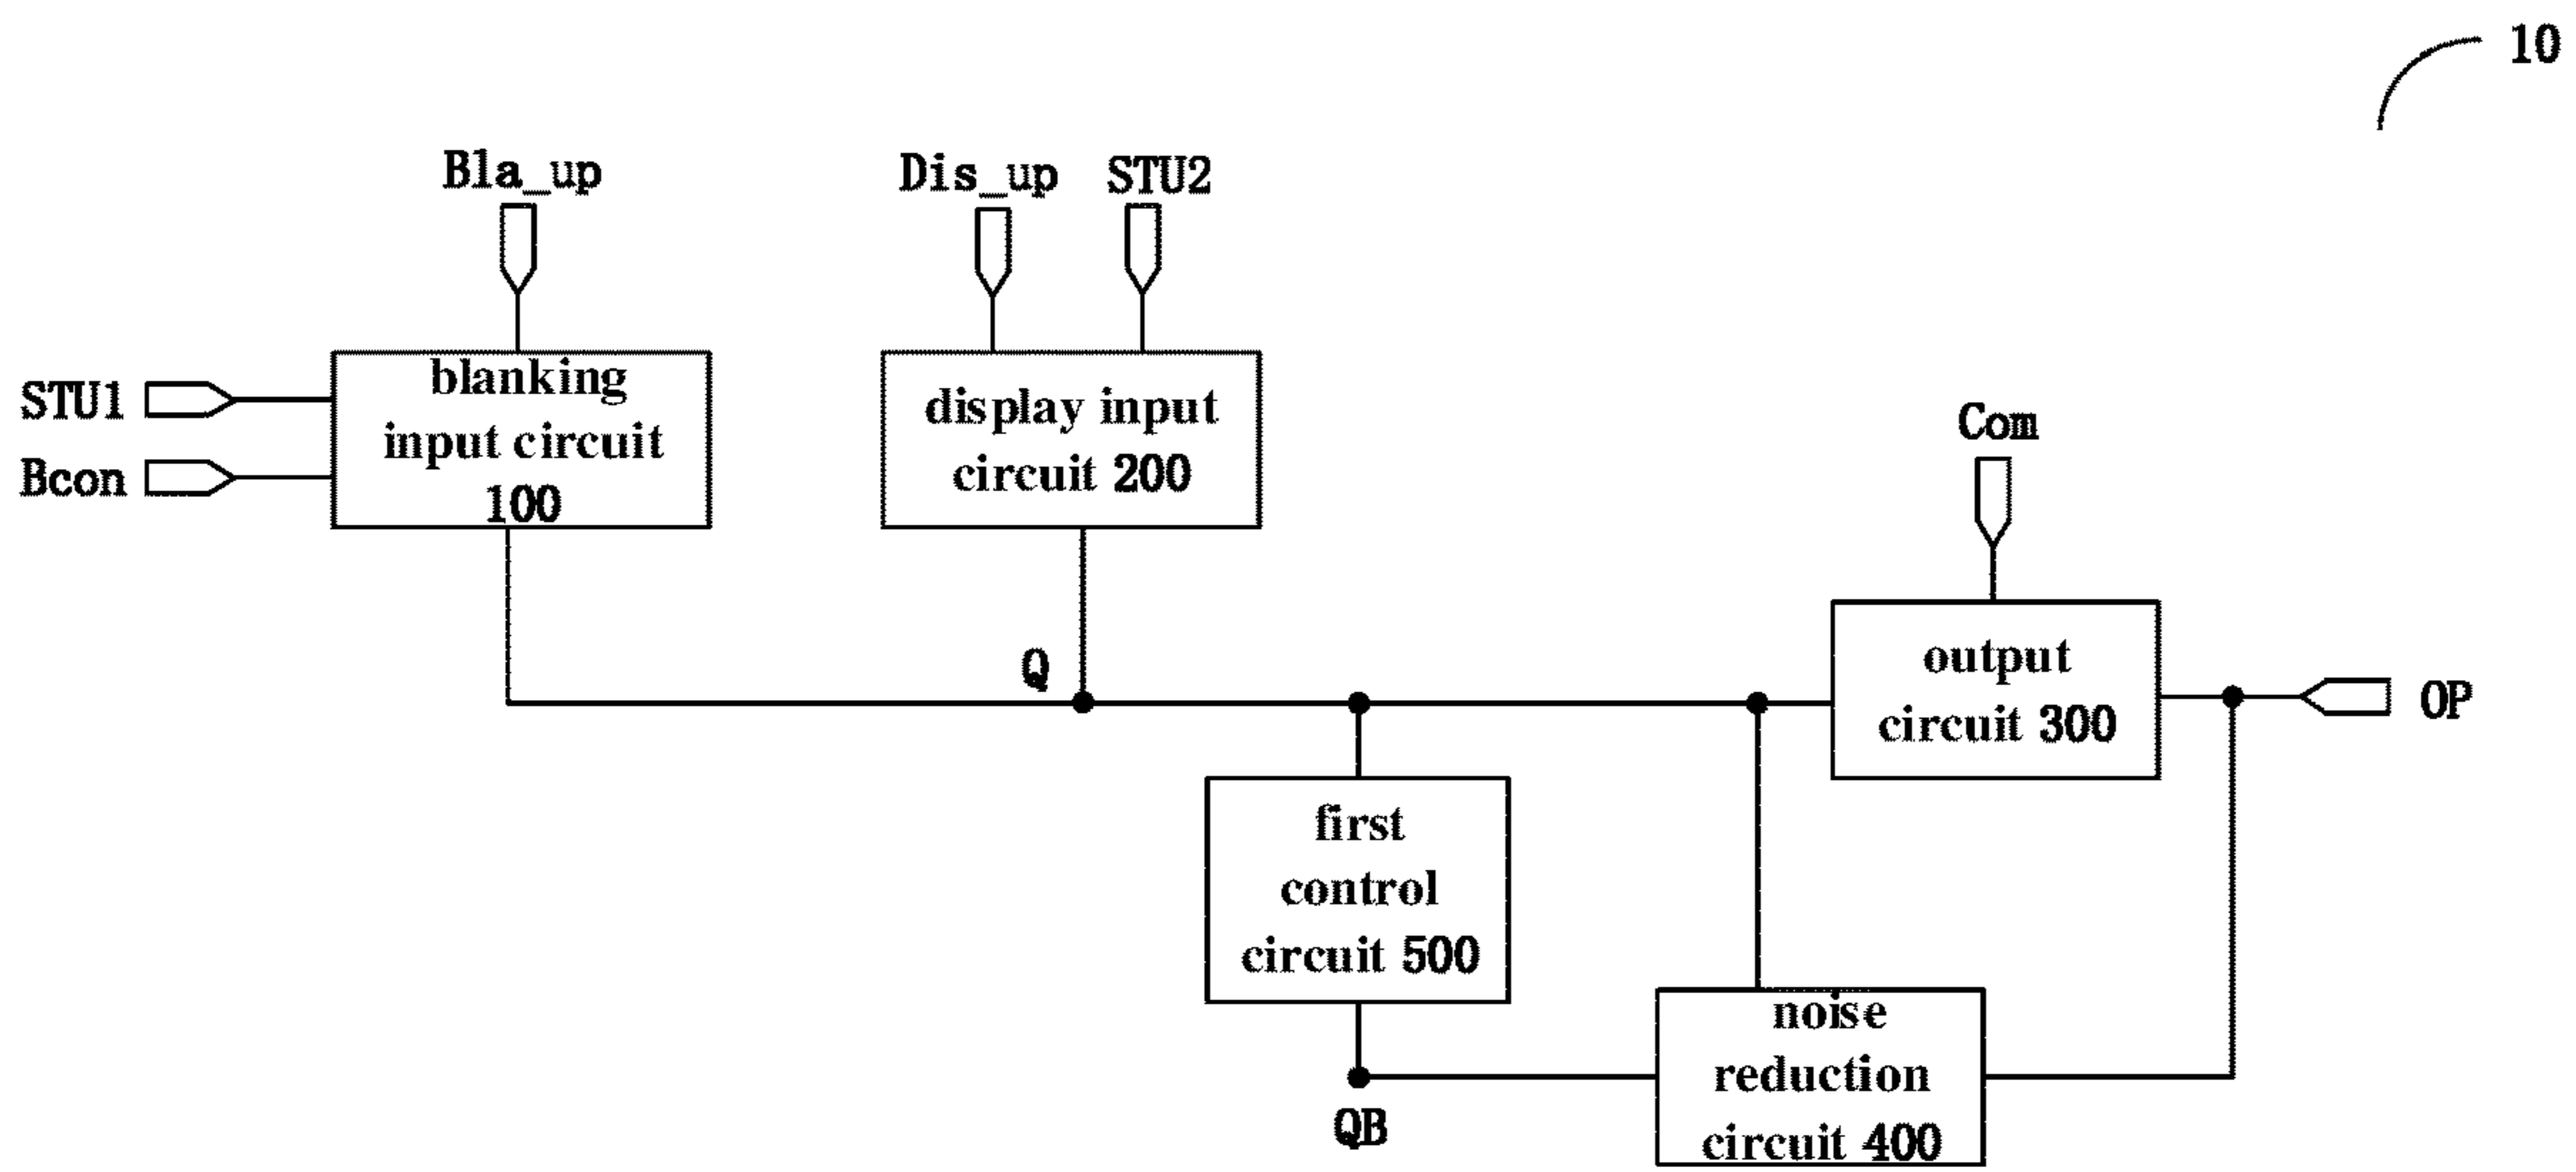 10
Bla_up
Dis_up STU2
STU1
Bcon
blanking
input circuit
100
display input
circuit 200
Com
Q
output
circuit 300
OP
first
control
circuit 500
noise
reduction
circuit 400
QB